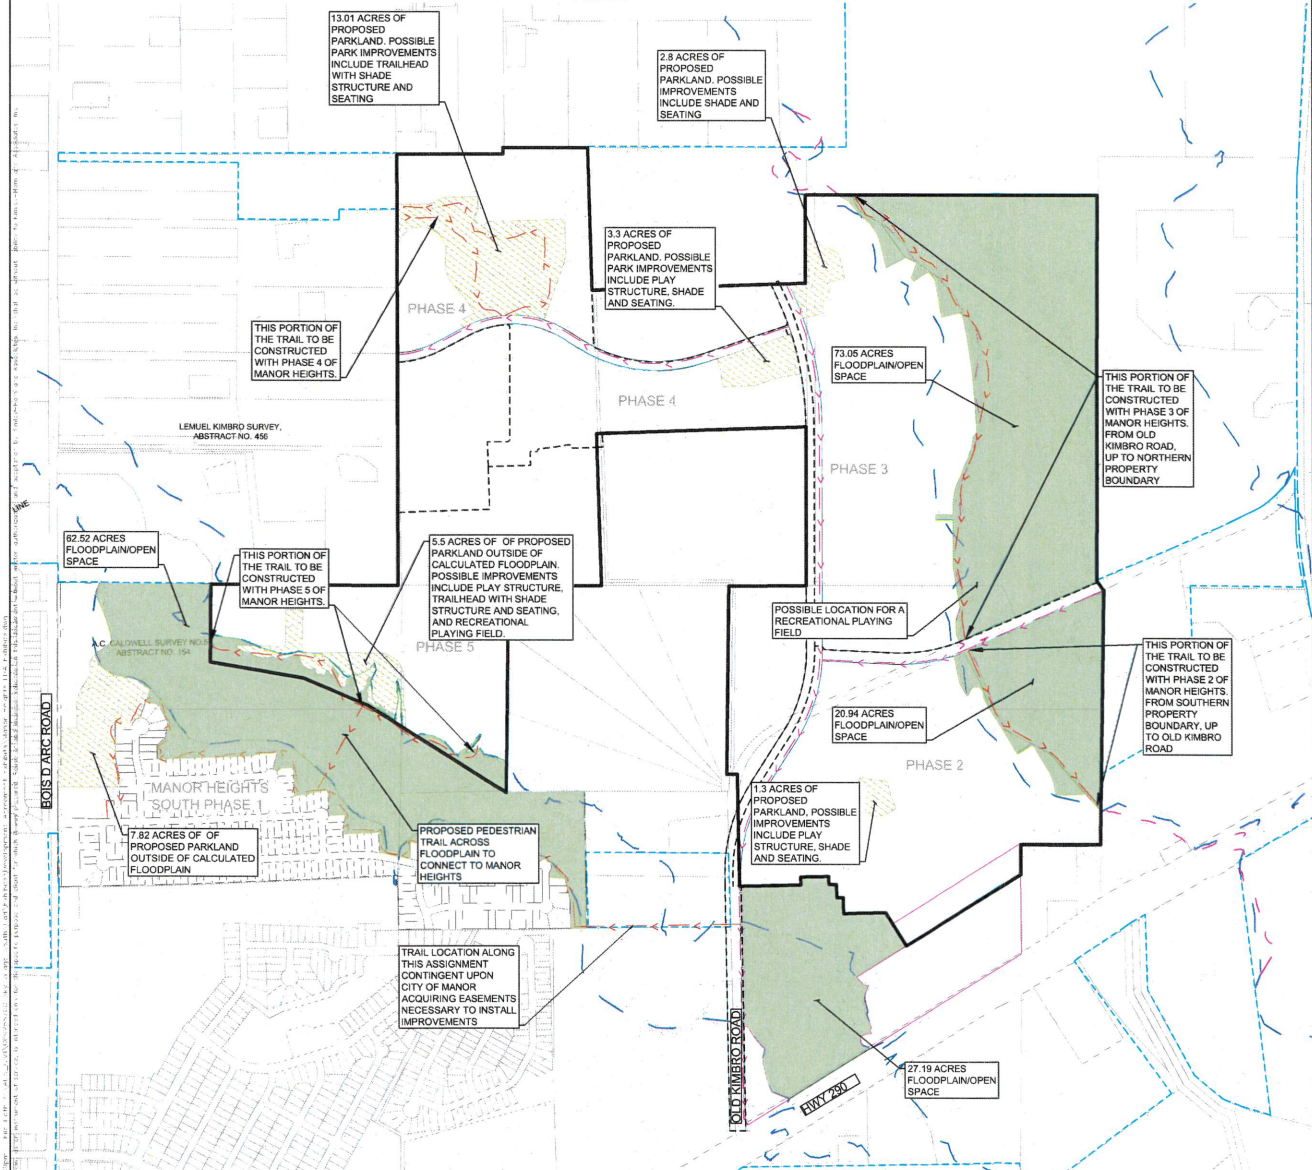 13.01 ACRES OF
PROPOSED
PARKLAND. POSSIBLE
PARK IMPROVEMENTS
INCLUDE TRAILHEAD
WITH SHADE
STRUCTURE AND
SEATING
2.8 ACRES OF
PROPOSED
PARKLAND. POSSIBLE
IMPROVEMENTS
INCLUDE SHADE AND
SEATING
3.3 ACRES OF
PROPOSED
PARKLAND. POSSIBLE
PARK IMPROVEMENTS
INCLUDE PLAY
STRUCTURE, SHADE
AND SEATING.
PHASE 4
THIS PORTION OF
THE TRAIL TO BE
CONSTRUCTED
WITH PHASE 4 OF
MANOR HEIGHTS.
73.05 ACRES
FLOODPLAIN/OPEN
SPACE
THIS PORTION OF
THE TRAIL TO BE
CONSTRUCTED
WITH PHASE 3 OF
MANOR HEIGHTS.
FROM OLD
KIMBRO ROAD,
UP TO NORTHERN
PROPERTY
BOUNDARY
PHASE 4
LEMUEL KIMBRO SURVEY,
ABSTRACT NO. 456
PHASE 3
LINE
62.52 ACRES
FLOODPLAIN/OPEN
SPACE
THIS PORTION OF
THE TRAIL TO BE
CONSTRUCTED
WITH PHASE 5 OF
MANOR HEIGHTS.
5.5 ACRES OF OF PROPOSED
PARKLAND OUTSIDE OF
CALCULATED FLOODPLAIN.
POSSIBLE IMPROVEMENTS
INCLUDE PLAY STRUCTURE,
TRAILHEAD WITH SHADE
STRUCTURE AND SEATING,
AND RECREATIONAL
PLAYING FIELD.
POSSIBLE LOCATION FOR A
RECREATIONAL PLAYING
FIELD
A.C. CALDWELL SURVEY NO.5
ABSTRACT NO. 154
PHASE 5
THIS PORTION OF
THE TRAIL TO BE
CONSTRUCTED
WITH PHASE 2 OF
MANOR HEIGHTS.
FROM SOUTHERN
PROPERTY
BOUNDARY, UP
TO OLD KIMBRO
ROAD
20.94 ACRES
FLOODPLAIN/OPEN
SPACE
BOIS D ARC ROAD
PHASE 2
MANOR HEIGHTS
SOUTH PHASE 1
1.3 ACRES OF
PROPOSED
PARKLAND, POSSIBLE
IMPROVEMENTS
INCLUDE PLAY
STRUCTURE, SHADE
AND SEATING.
7.82 ACRES OF OF
PROPOSED PARKLAND
OUTSIDE OF CALCULATED
FLOODPLAIN
PROPOSED PEDESTRIAN
TRAIL ACROSS
FLOODPLAIN TO
CONNECT TO MANOR
HEIGHTS
TRAIL LOCATION ALONG
THIS ASSIGNMENT
CONTINGENT UPON
CITY OF MANOR
ACQUIRING EASEMENTS
NECESSARY TO INSTALL
IMPROVEMENTS
OLD KIMBRO ROAD
HWY 290
27.19 ACRES
FLOODPLAIN/OPEN
SPACE